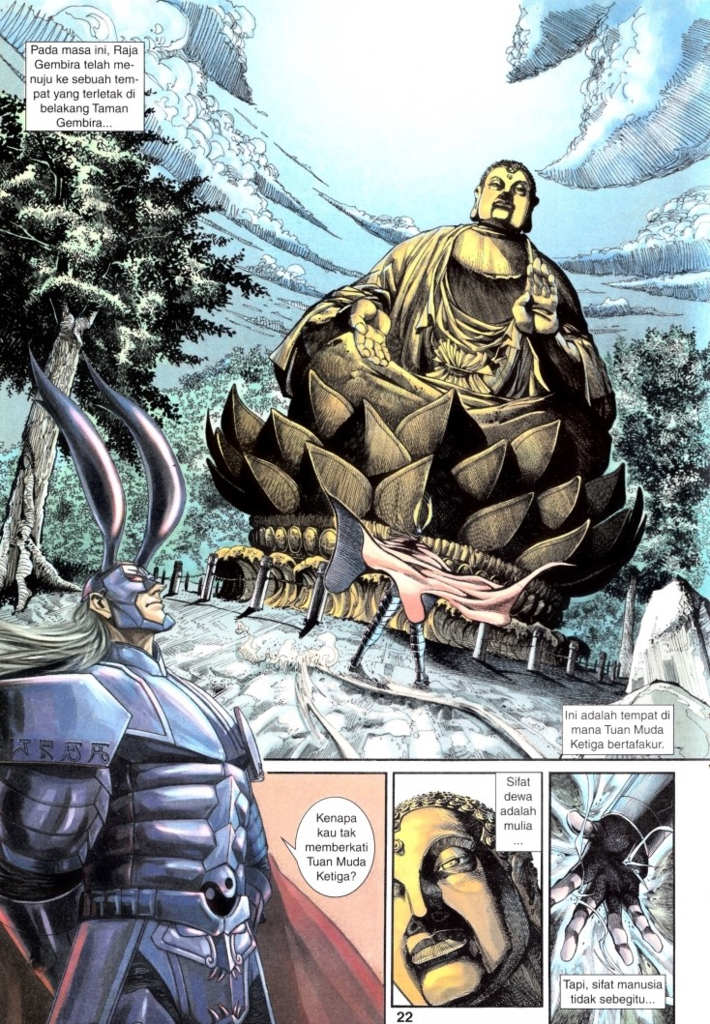 Pada masa ini, Raja
Gembira telah me-
nuju ke sebuah tem-
pat yang terletak di
belakang Taman
Gembira...
Ini adalah tempat di
mana Tuan Muda
Ketiga bertafakur.
Kenapa
kau tak
memberkati
Tuan Muda
Ketiga?
Sifat
dewa
adalah
mulia
...
Tapi, sifat manusia
tidak sebegitu...
22